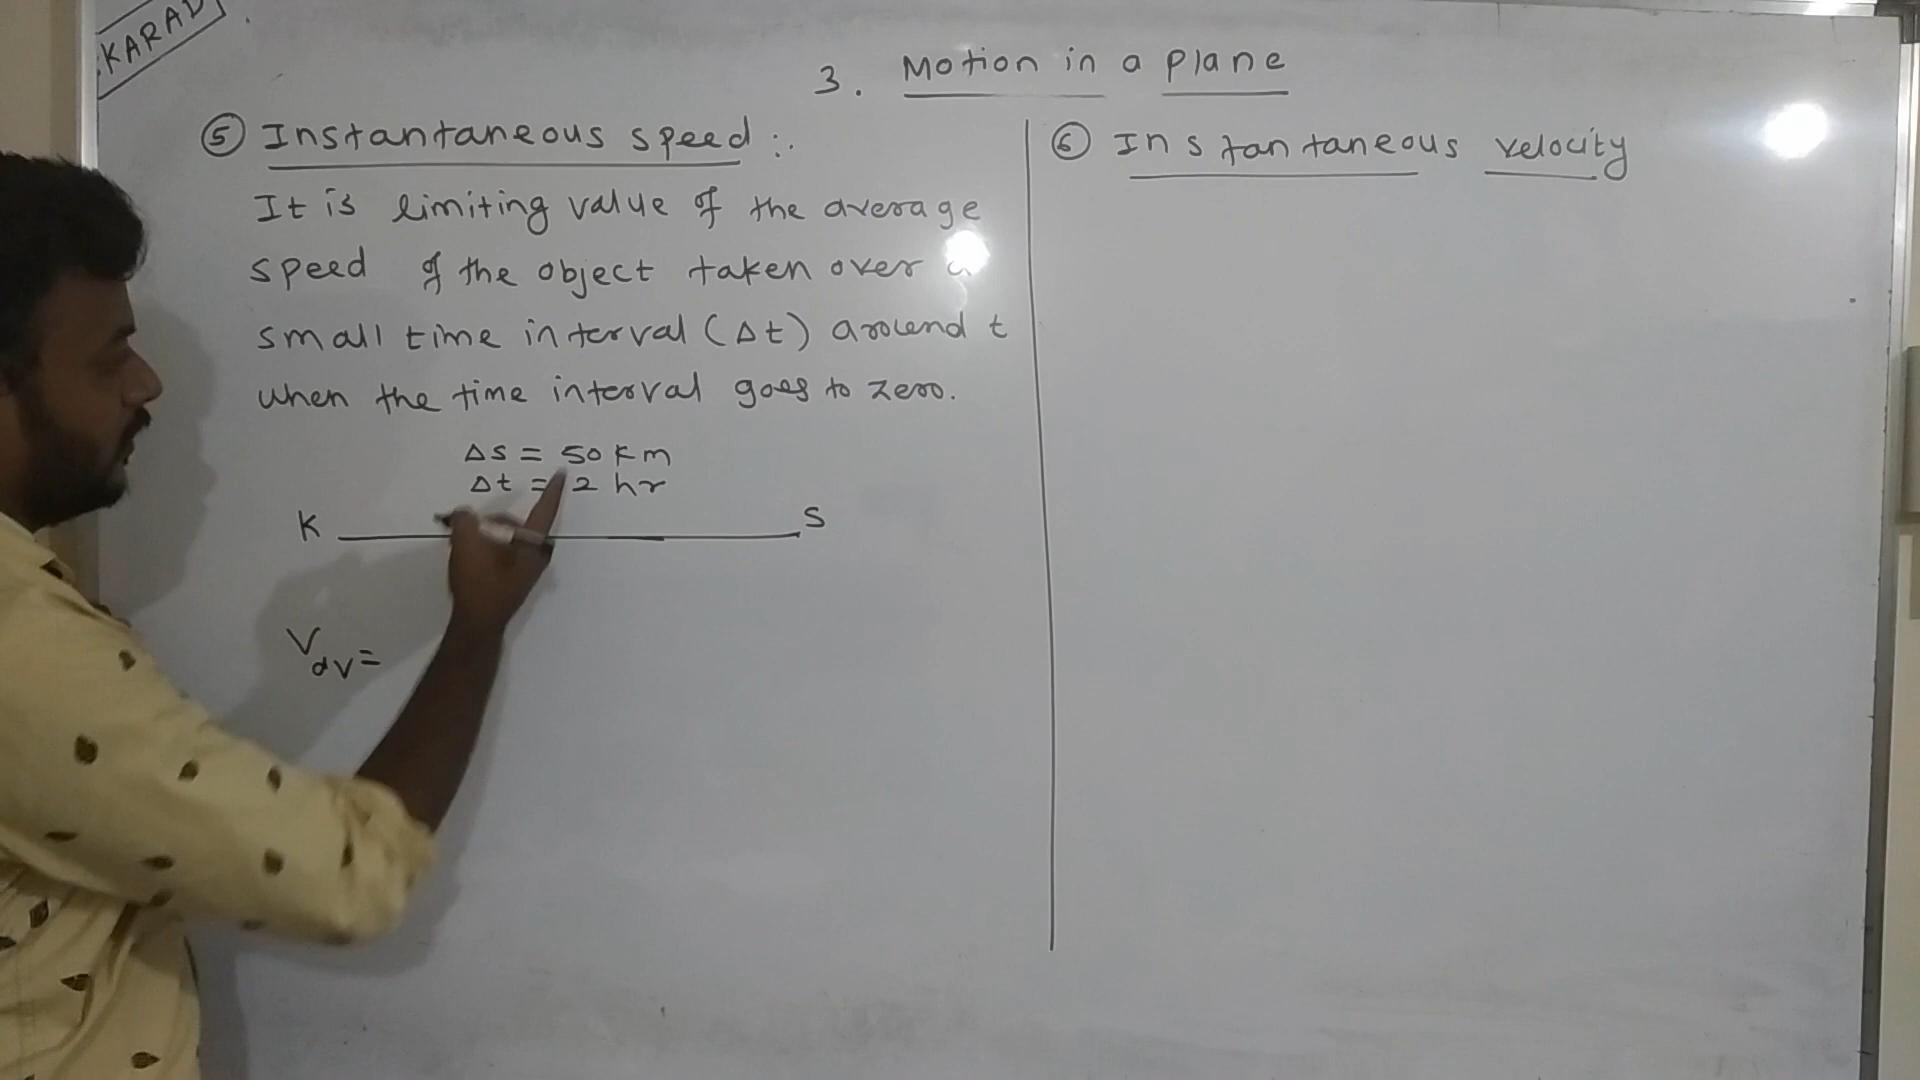 KARAD
3. Motion in a plane
5 Instantaneous speed :.
It is limiting value of the average
speed of the object taken over a
small time interval (Δt) around t
when the time interval goes to zero.
Δs = 50 km
Δt = 2 hr
K S
Vav =
6 Instantaneous velocity